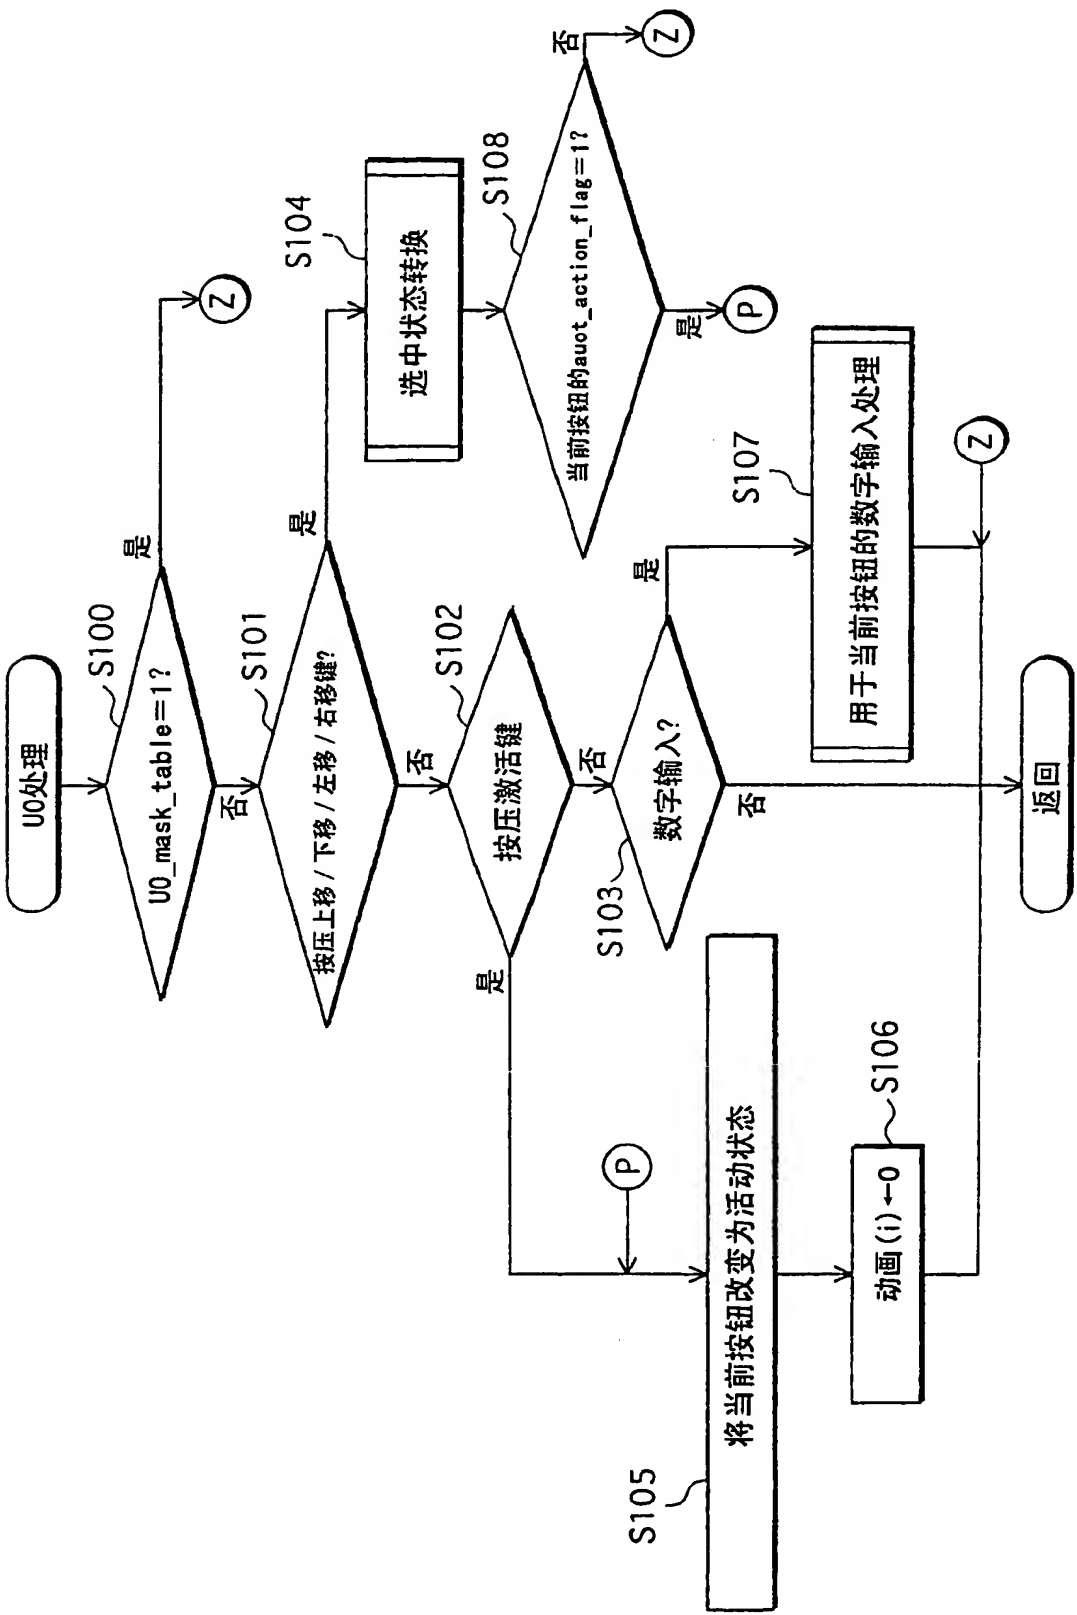 UO处理
S100
UO_mask_table=1?
是
Z
否
S101
按压上移/下移/左移/右移键?
是
S104
选中状态转换
S108
当前按钮的auot_action_flag=1?
否
Z
是
P
否
S102
按压激活键
是
否
S103
数字输入?
是
S107
用于当前按钮的数字输入处理
Z
否
P
S105
将当前按钮改变为活动状态
S106
动画(i)←0
返回